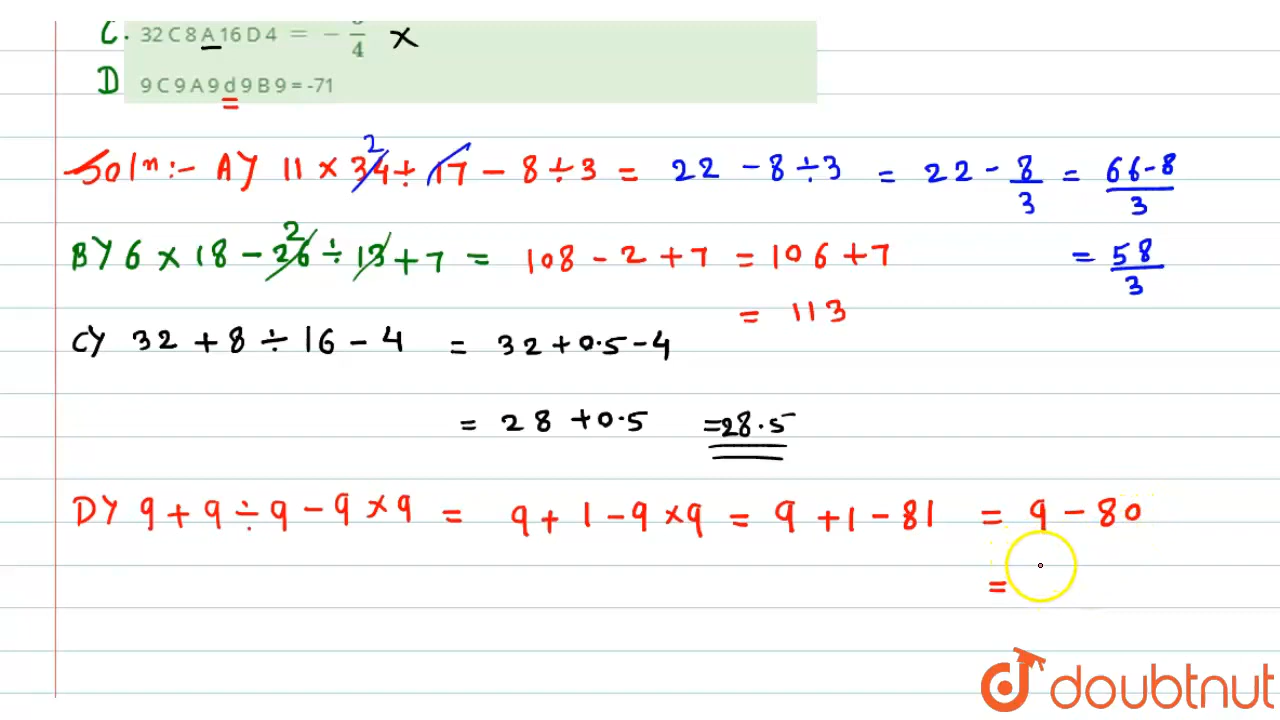 C. 32 C 8 A 16 D 4 = - /4 ×
D 9 C 9 A 9 d 9 B 9 = -71
=
Solⁿ:- A) 11 × 34 ÷ 17 - 8 ÷ 3 = 22 - 8 ÷ 3 = 22 - 8/3 = 66-8/3
2
B) 6 × 18 - 26 ÷ 13 + 7 = 108 - 2 + 7 = 106 + 7 = 58/3
2
= 113
C) 32 + 8 ÷ 16 - 4 = 32 + 0.5 - 4
= 28 + 0.5 = 28.5
D) 9 + 9 ÷ 9 - 9 × 9 = 9 + 1 - 9 × 9 = 9 + 1 - 81 = 9 - 80
=
doubtnut